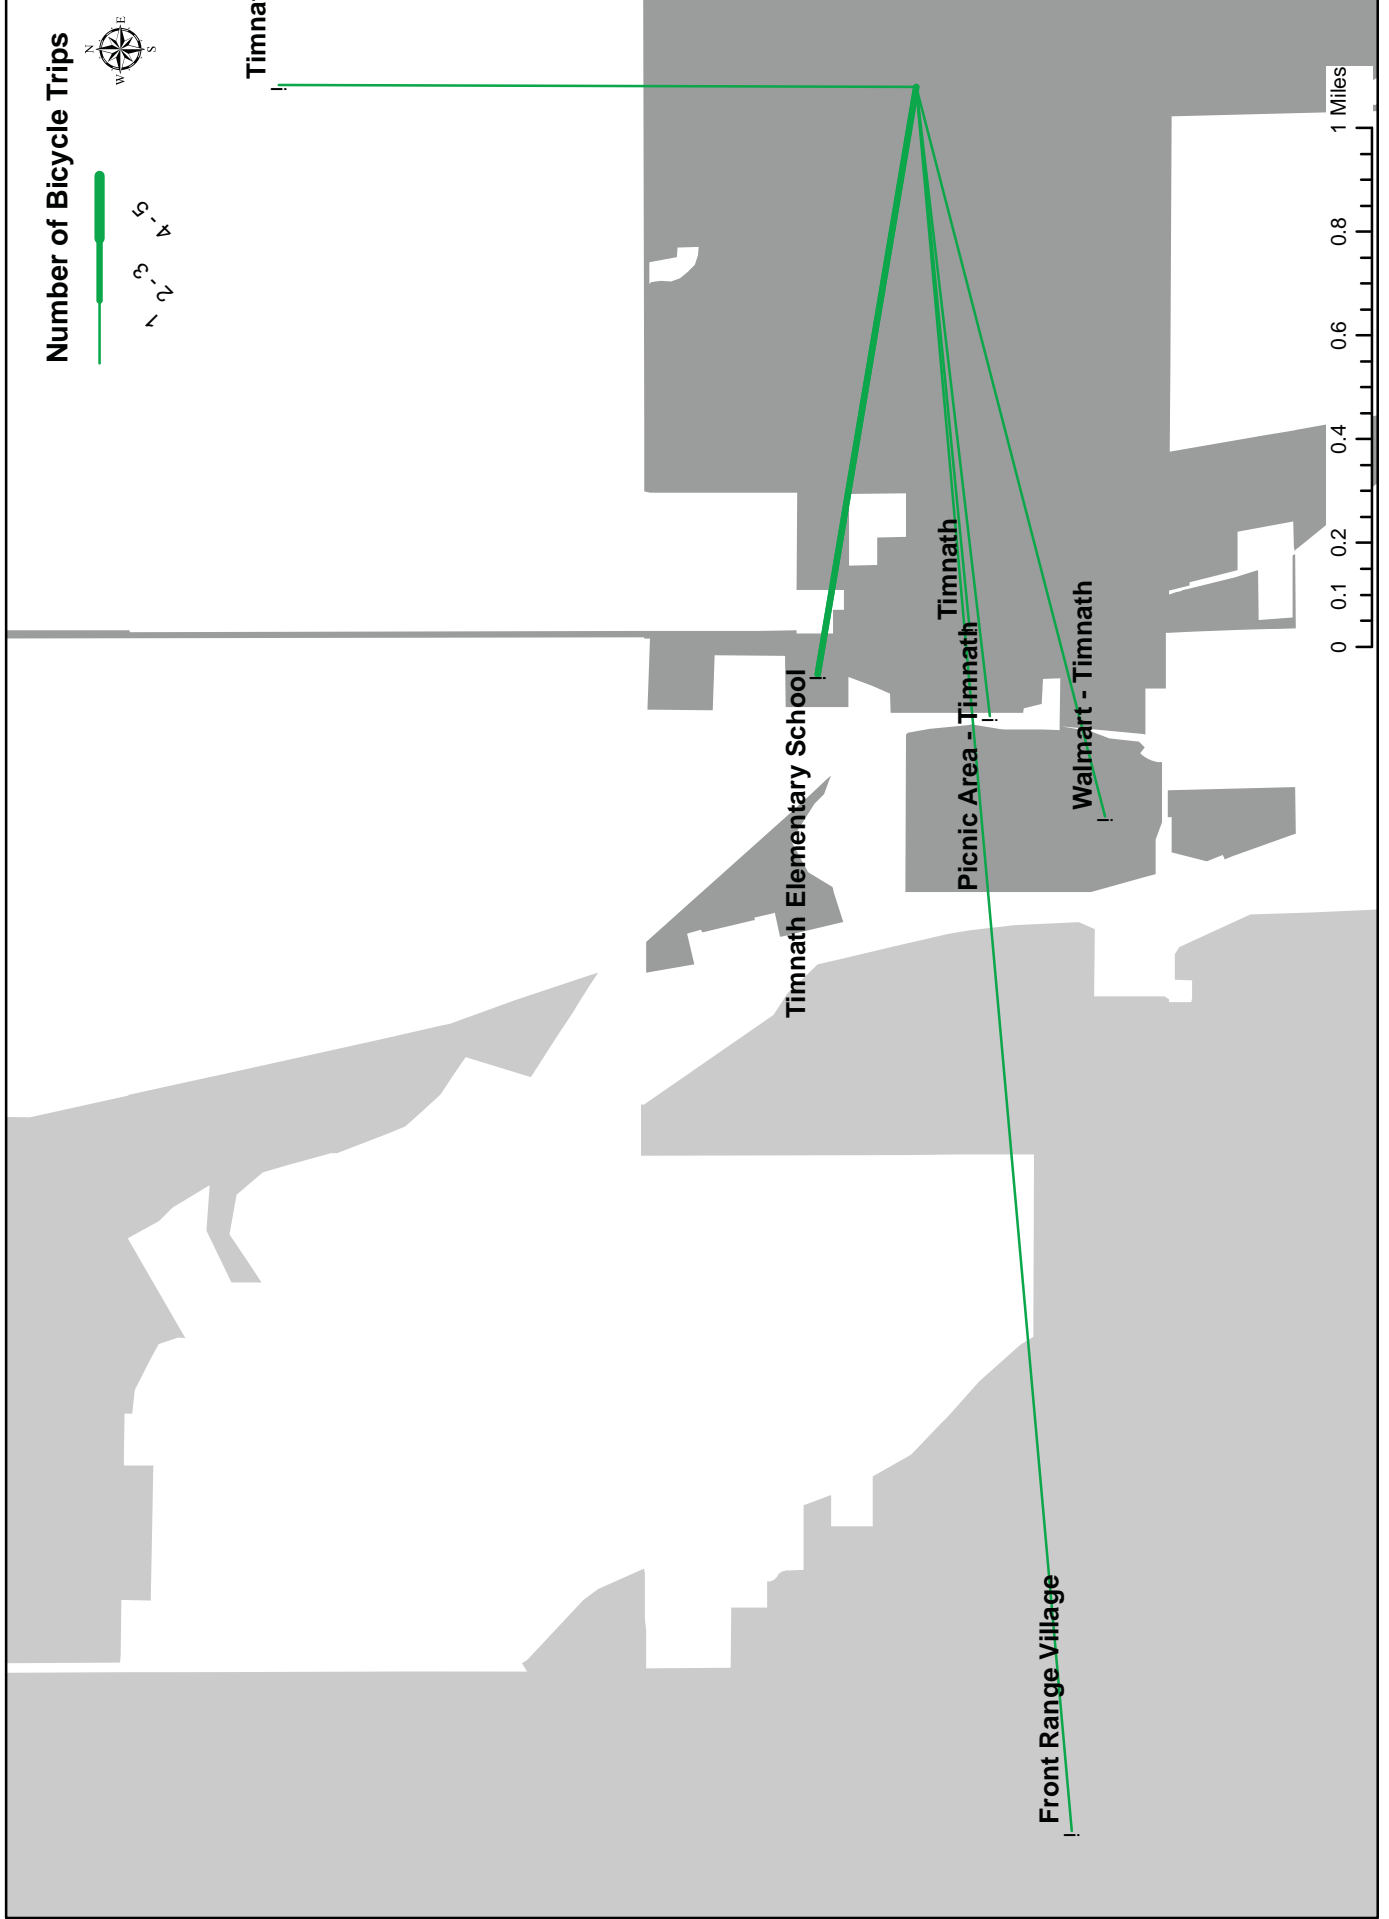 Number of Bicycle Trips
1
2 - 3
4 - 5
N
E
S
W
Timna
Timnath Elementary School
Timnath
Picnic Area - Timnath
Walmart - Timnath
Front Range Village
0
0.1
0.2
0.4
0.6
0.8
1 Miles